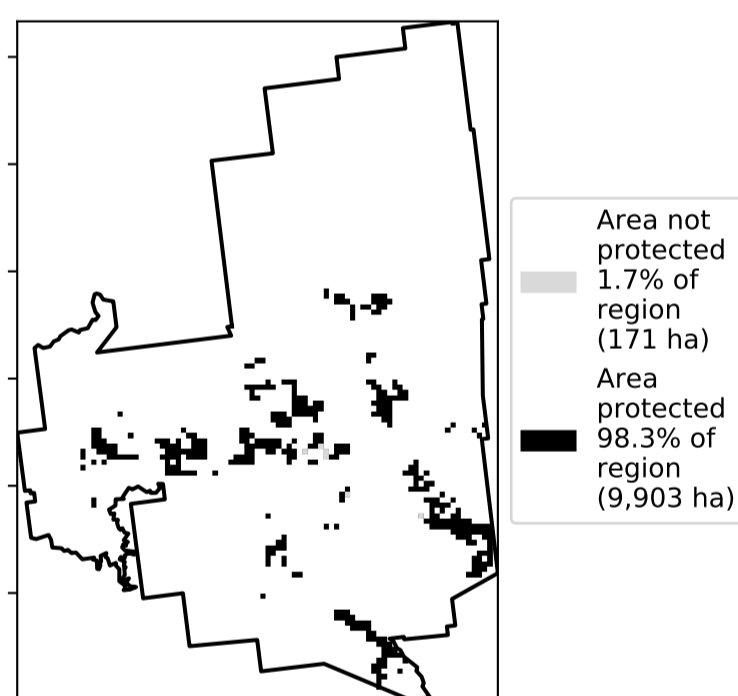 Area not
protected
1.7% of
region
(171 ha)
Area
protected
98.3% of
region
(9,903 ha)